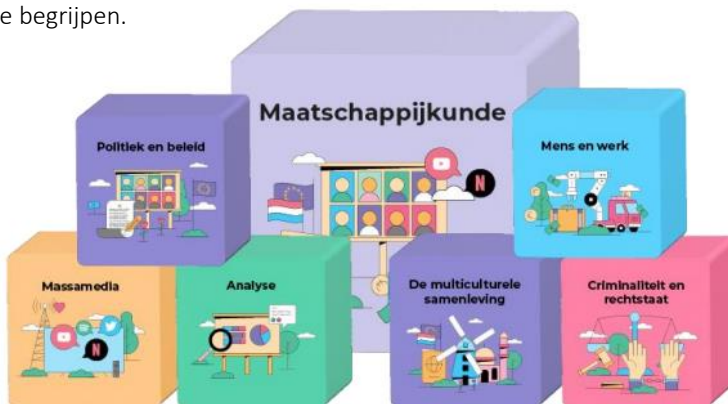 e begrijpen.
Maatschappijkunde
Politiek en beleid
Mens en werk
Massamedia
Analyse
De multiculturele
samenleving
Criminaliteit en
rechtstaat
N
N